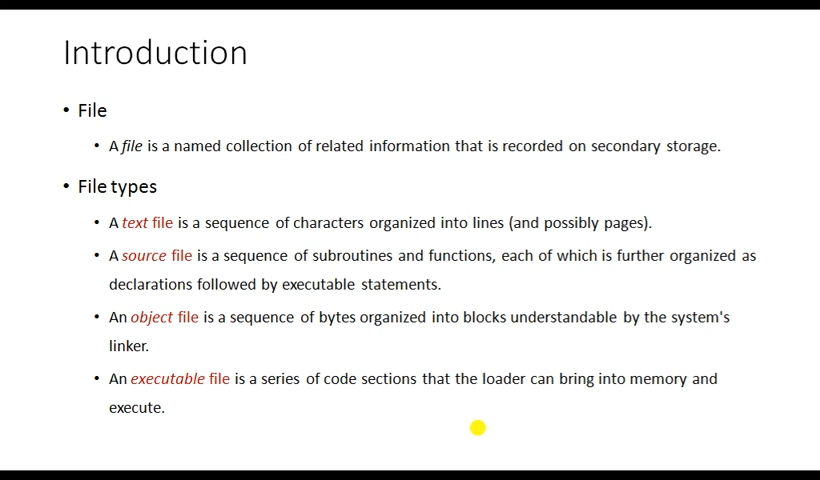 Introduction
• File
• A file is a named collection of related information that is recorded on secondary storage.
• File types
• A text file is a sequence of characters organized into lines (and possibly pages).
• A source file is a sequence of subroutines and functions, each of which is further organized as
declarations followed by executable statements.
• An object file is a sequence of bytes organized into blocks understandable by the system's
linker.
• An executable file is a series of code sections that the loader can bring into memory and
execute.